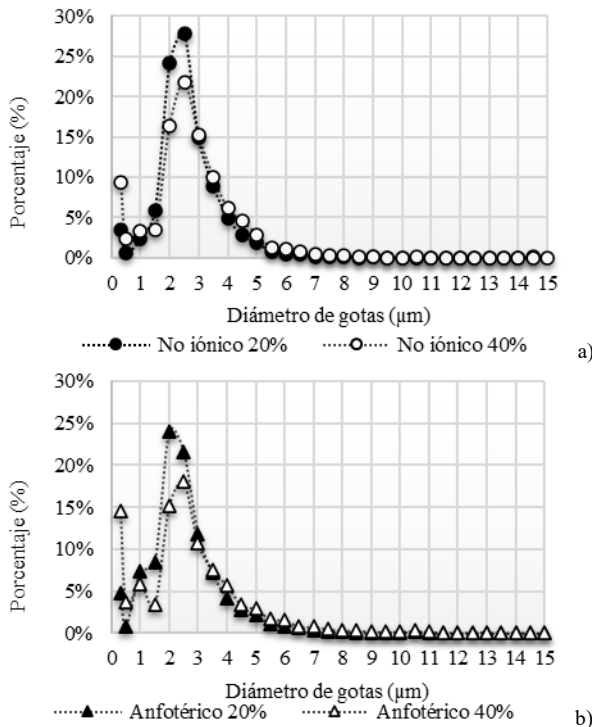 30%
25%
20%
15%
10%
5%
0%
Porcentaje (%)
0 1 2 3 4 5 6 7 8 9 10 11 12 13 14 15
Diámetro de gotas (µm)
No iónico 20% No iónico 40%
a)
30%
25%
20%
15%
10%
5%
0%
Porcentaje (%)
0 1 2 3 4 5 6 7 8 9 10 11 12 13 14 15
Diámetro de gotas (µm)
Anfotérico 20% Anfotérico 40%
b)